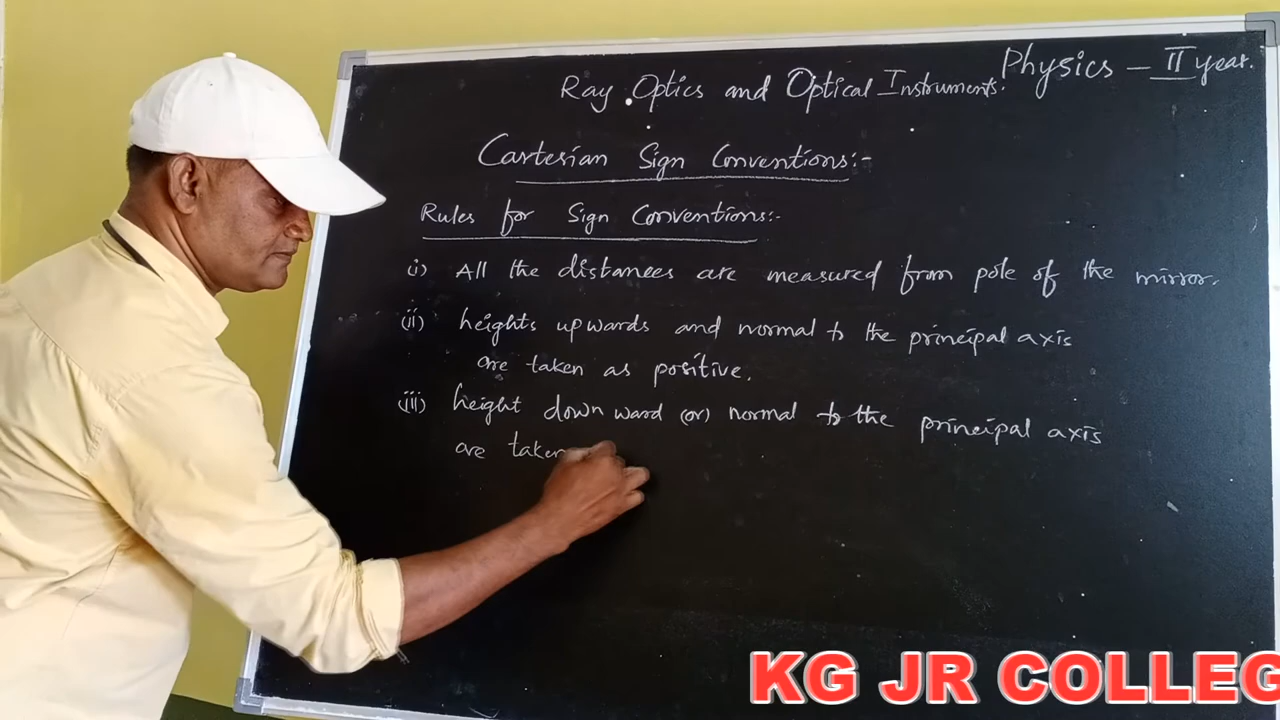 Physics – II year.
Ray Optics and Optical Instruments.
Cartesian Sign Conventions:-
Rules for Sign Conventions:-
(i) All the distances are measured from pole of the mirror.
(ii) heights upwards and normal to the principal axis
are taken as positive.
(iii) height down ward (or) normal to the principal axis
are taken
KG JR COLLEG